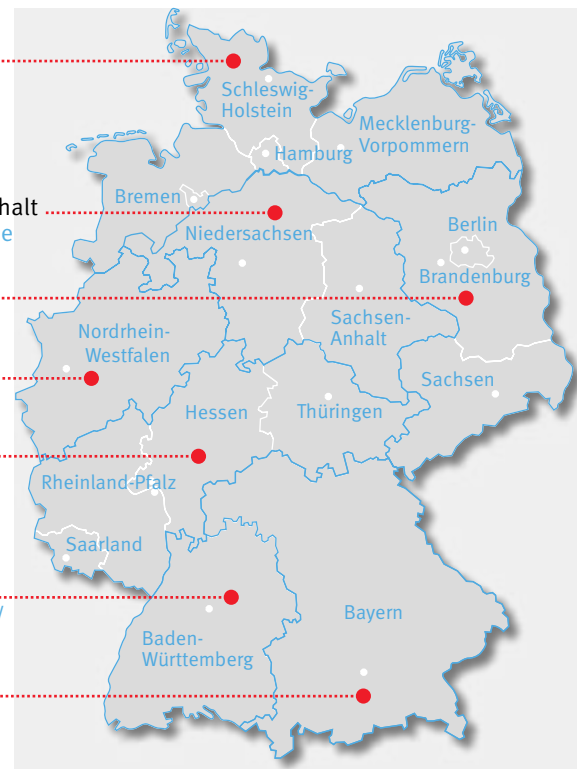 Schleswig-
Holstein
Mecklenburg-
Vorpommern
Hamburg
Bremen
halt
e
Niedersachsen
Berlin
Brandenburg
Sachsen-
Anhalt
Nordrhein-
Westfalen
Sachsen
Hessen
Thüringen
Rheinland-Pfalz
Saarland
Bayern
Baden-
Württemberg